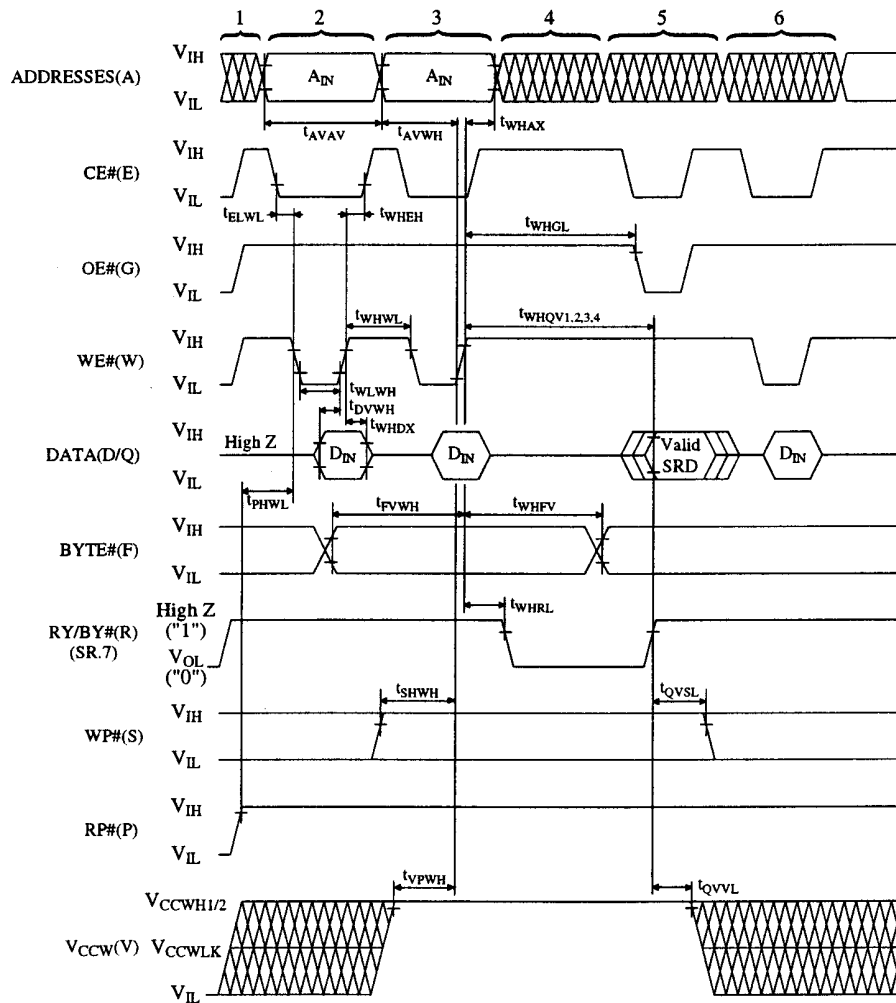 1 2 3 4 5 6
V_IH
ADDRESSES(A) A_IN A_IN
V_IL
t_AVAV t_AVWH t_WHAX
V_IH
CE#(E)
V_IL
t_ELWL t_WHEH
t_WHGL
V_IH
OE#(G)
V_IL
t_WHWL t_WHQV1,2,3,4
V_IH
WE#(W)
V_IL
t_WLWH
t_DVWH
t_WHDX
V_IH
High Z
DATA(D/Q) D_IN D_IN Valid SRD D_IN
V_IL
t_PHWL
t_FVWH t_WHFV
V_IH
BYTE#(F)
V_IL
t_WHRL
High Z
("1")
RY/BY#(R)
(SR.7)
V_OL
("0")
t_SHWH t_QVSL
V_IH
WP#(S)
V_IL
V_IH
RP#(P)
V_IL
t_VPWH t_QVVL
V_CCWH1/2
V_CCW(V) V_CCWLK
V_IL